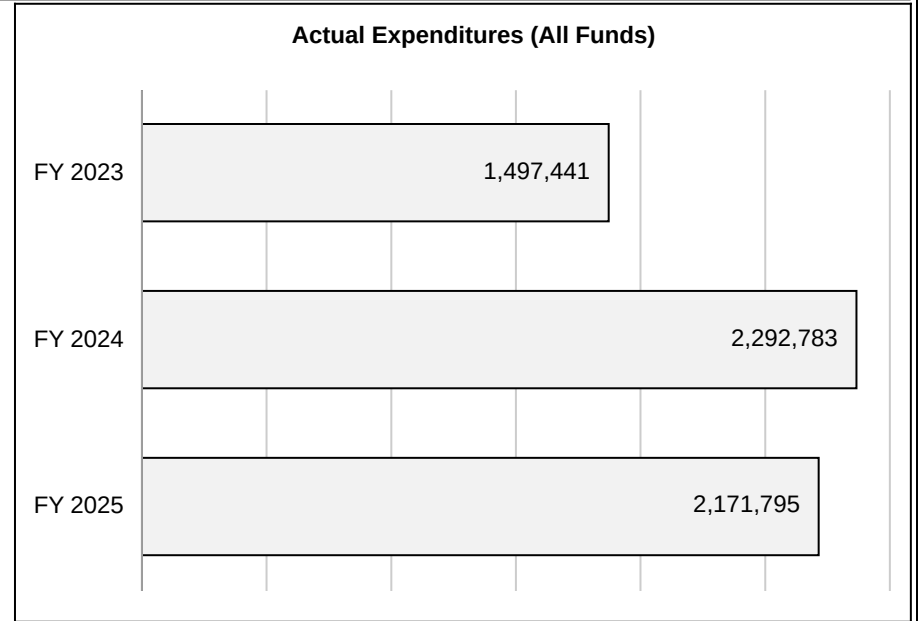 Actual Expenditures (All Funds)
FY 2023 1,497,441
FY 2024 2,292,783
FY 2025 2,171,795